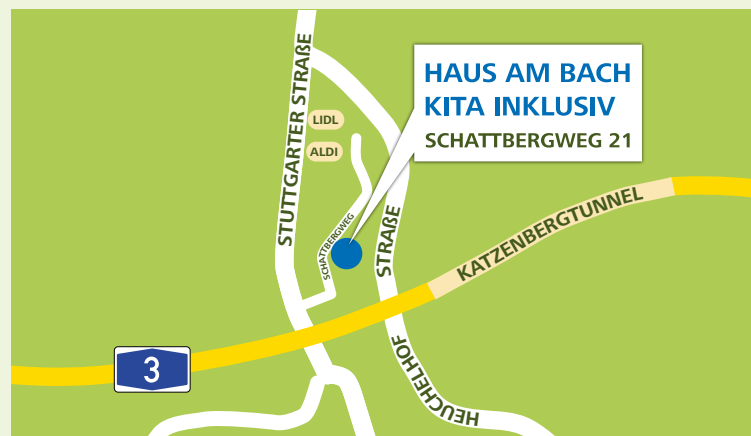 HAUS AM BACH
KITA INKLUSIV
SCHATTBERGWEG 21
STUTTGARTER STRASSE
LIDL
ALDI
SCHATTBERGWEG
STRASSE
KATZENBERGTUNNEL
3
HEUCHELHOF